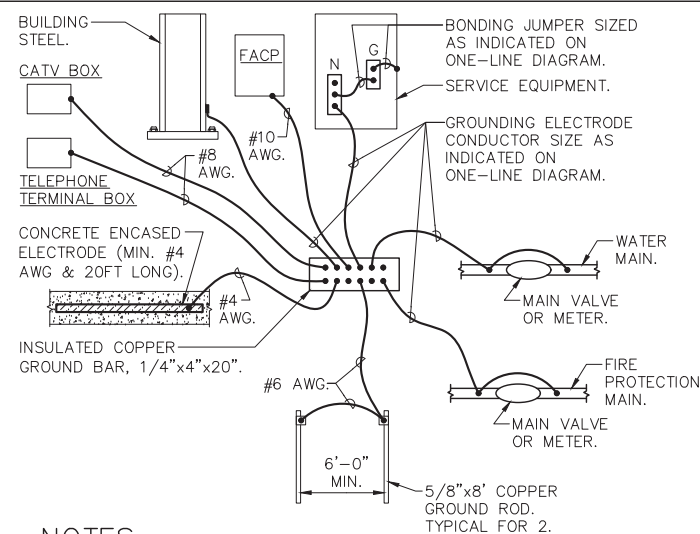 BUILDING
STEEL.
CATV BOX
FACP
N
G
BONDING JUMPER SIZED
AS INDICATED ON
ONE-LINE DIAGRAM.
SERVICE EQUIPMENT.
#10
AWG.
GROUNDING ELECTRODE
CONDUCTOR SIZE AS
INDICATED ON
ONE-LINE DIAGRAM.
#8
AWG.
TELEPHONE
TERMINAL BOX
CONCRETE ENCASED
ELECTRODE (MIN. #4
AWG & 20FT LONG).
#4
AWG.
WATER
MAIN.
MAIN VALVE
OR METER.
INSULATED COPPER
GROUND BAR, 1/4"x4"x20".
#6 AWG.
FIRE
PROTECTION
MAIN.
MAIN VALVE
OR METER.
6'-0"
MIN.
5/8"x8' COPPER
GROUND ROD.
TYPICAL FOR 2.
NOTES